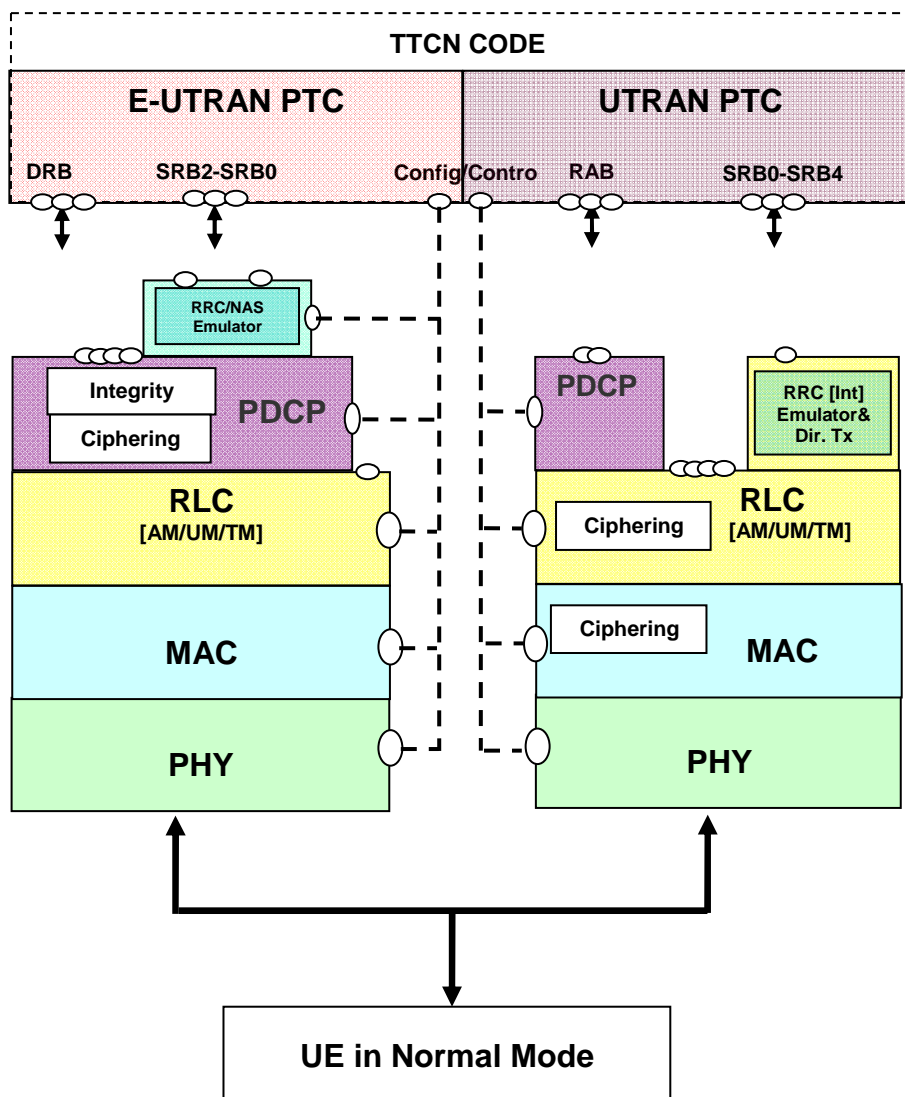 TTCN CODE
E-UTRAN PTC
UTRAN PTC
DRB
SRB2-SRB0
Config/Contro
RAB
SRB0-SRB4
RRC/NAS
Emulator
Integrity
Ciphering
PDCP
PDCP
RRC [Int]
Emulator&
Dir. Tx
RLC
[AM/UM/TM]
Ciphering
RLC
[AM/UM/TM]
MAC
Ciphering
MAC
PHY
PHY
UE in Normal Mode